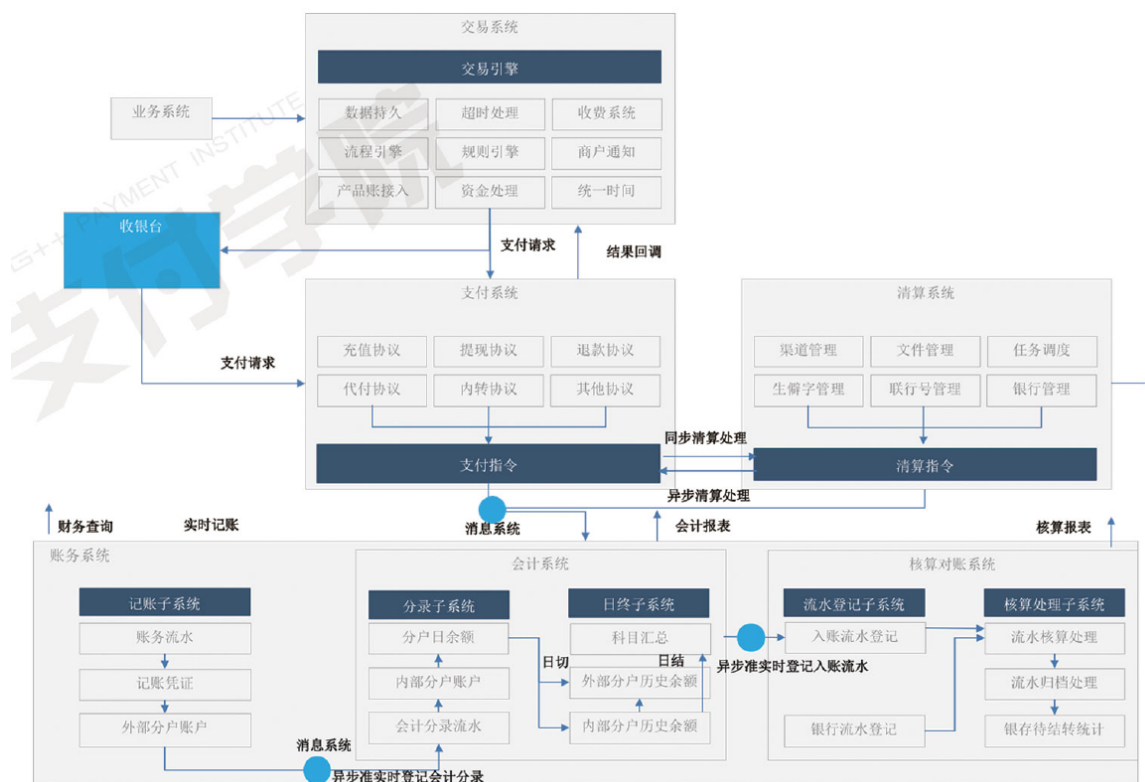 交易系统
交易引擎
业务系统
数据持久
超时处理
收费系统
流程引擎
规则引擎
商户通知
产品账接入
资金处理
统一时间
G++ PAYMENT INSTITUTE
支付学院
收银台
支付请求
结果回调
支付系统
清算系统
充值协议
提现协议
退款协议
渠道管理
文件管理
任务调度
支付请求
代付协议
内转协议
其他协议
生僻字管理
联行号管理
银行管理
同步清算处理
支付指令
清算指令
异步清算处理
财务查询
实时记账
消息系统
会计报表
核算报表
账务系统
会计系统
核算对账系统
记账子系统
分录子系统
日终子系统
流水登记子系统
核算处理子系统
账务流水
分户日余额
科目汇总
入账流水登记
流水核算处理
日切
日结
异步准实时登记入账流水
记账凭证
内部分户账户
外部分户历史余额
流水归档处理
外部分户账户
会计分录流水
内部分户历史余额
银行流水登记
银存待结转统计
消息系统
异步准实时登记会计分录